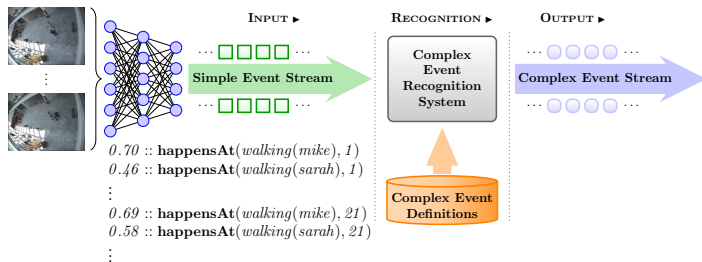 INPUT ▸
RECOGNITION ▸
OUTPUT ▸
Simple Event Stream
Complex
Event
Recognition
System
Complex Event Stream
Complex Event
Definitions
0.70 :: happensAt(walking(mike), 1)
0.46 :: happensAt(walking(sarah), 1)
⋮
0.69 :: happensAt(walking(mike), 21)
0.58 :: happensAt(walking(sarah), 21)
⋮